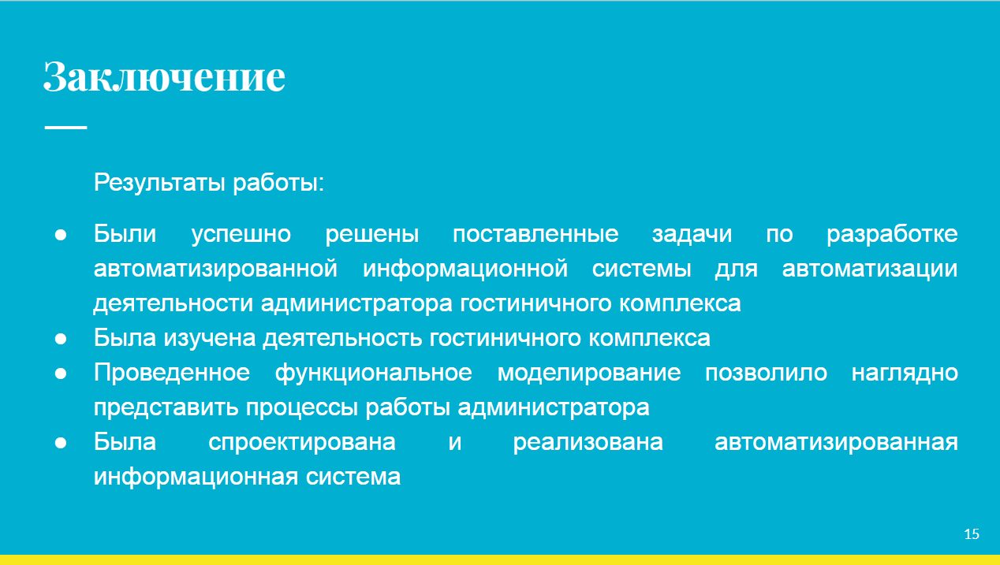 Заключение
Результаты работы:
● Были успешно решены поставленные задачи по разработке
автоматизированной информационной системы для автоматизации
деятельности администратора гостиничного комплекса
● Была изучена деятельность гостиничного комплекса
● Проведенное функциональное моделирование позволило наглядно
представить процессы работы администратора
● Была спроектирована и реализована автоматизированная
информационная система
15